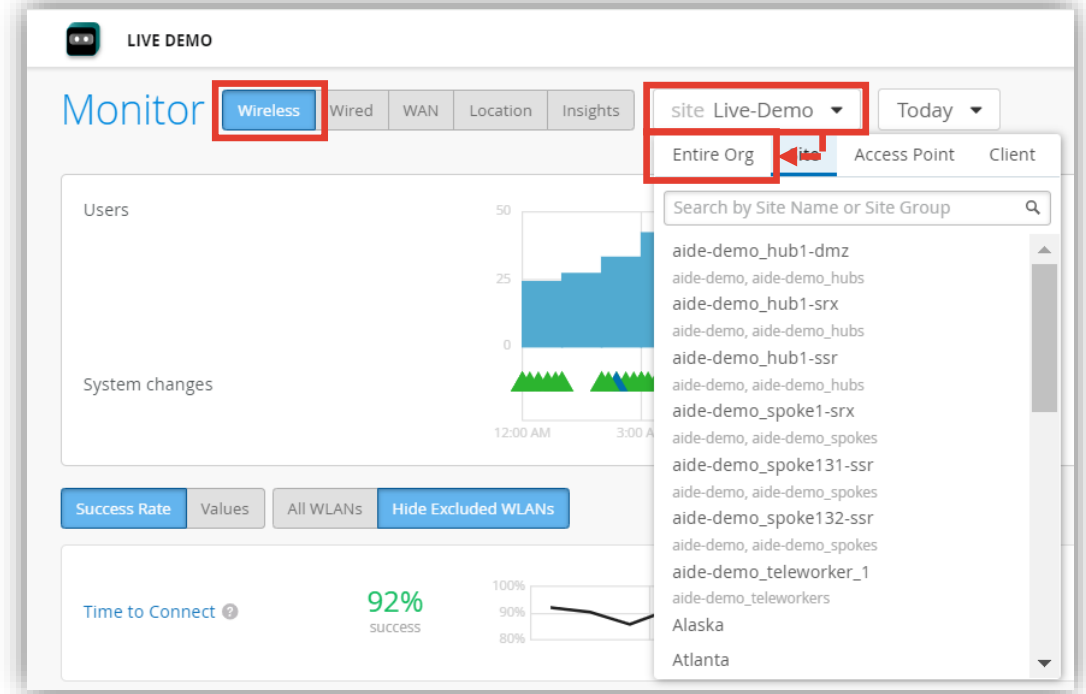 LIVE DEMO
Monitor Wireless Wired WAN Location Insights site Live-Demo Today
Entire Org Access Point Client
Search by Site Name or Site Group
Users
50
25
0
System changes
12:00 AM 3:00 A
aide-demo_hub1-dmz
aide-demo, aide-demo_hubs
aide-demo_hub1-srx
aide-demo, aide-demo_hubs
aide-demo_hub1-ssr
aide-demo, aide-demo_hubs
aide-demo_spoke1-srx
aide-demo, aide-demo_spokes
aide-demo_spoke131-ssr
aide-demo, aide-demo_spokes
aide-demo_spoke132-ssr
aide-demo, aide-demo_spokes
aide-demo_teleworker_1
aide-demo_teleworkers
Alaska
Atlanta
Success Rate Values All WLANs Hide Excluded WLANs
Time to Connect ?
92%
success
100%
90%
80%